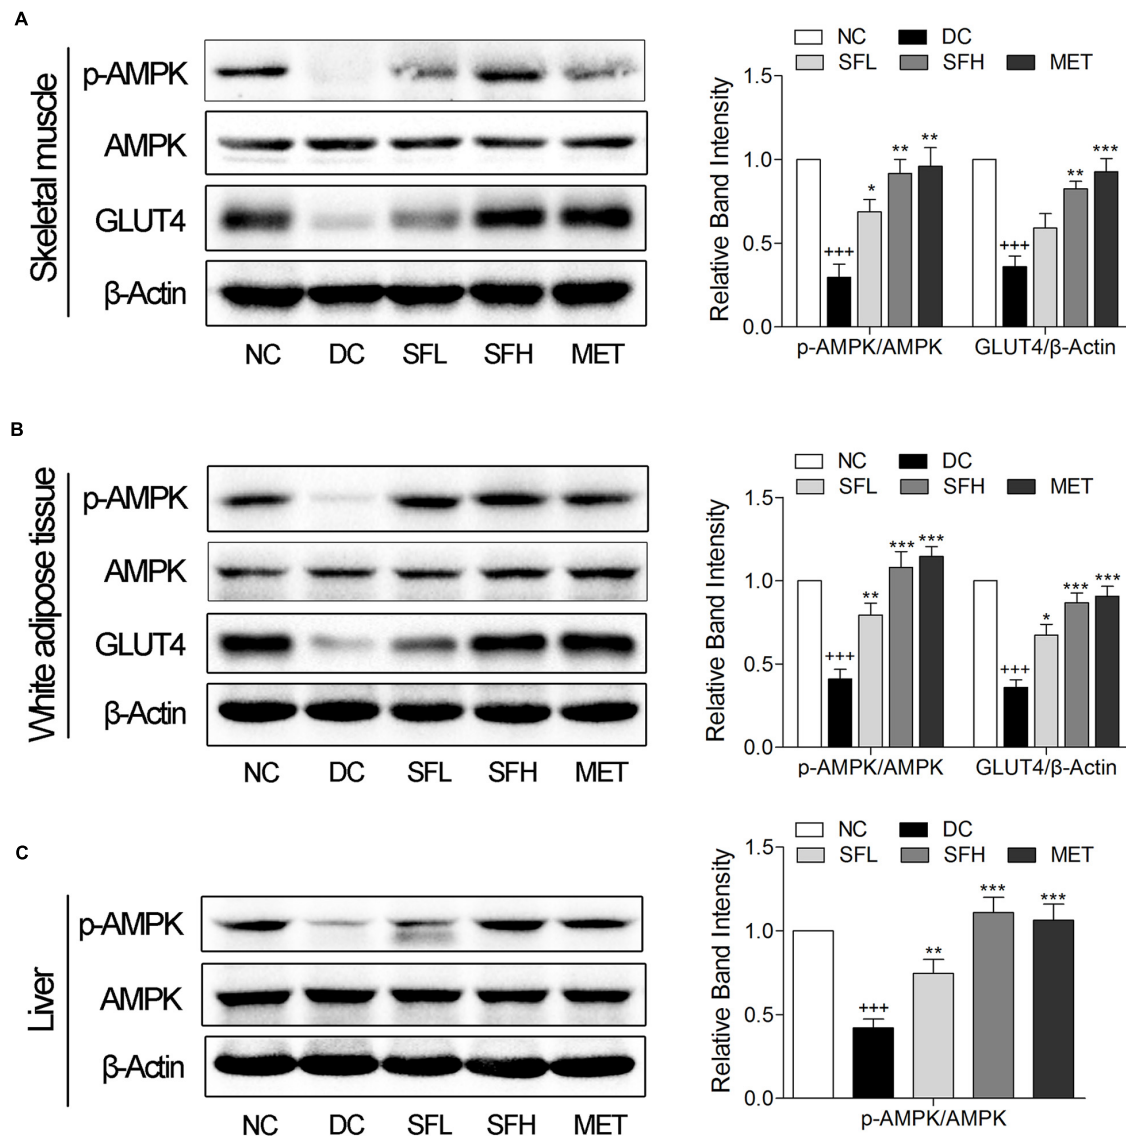 A
Skeletal muscle
p-AMPK
AMPK
GLUT4
β-Actin
NC DC SFL SFH MET
NC DC
SFL SFH MET
Relative Band Intensity
1.5
1.0
0.5
0.0
+++ * ** **
+++ ** ***
p-AMPK/AMPK GLUT4/β-Actin
B
White adipose tissue
p-AMPK
AMPK
GLUT4
β-Actin
NC DC SFL SFH MET
NC DC
SFL SFH MET
Relative Band Intensity
1.5
1.0
0.5
0.0
+++ ** *** ***
+++ * *** ***
p-AMPK/AMPK GLUT4/β-Actin
C
Liver
p-AMPK
AMPK
β-Actin
NC DC SFL SFH MET
NC DC
SFL SFH MET
Relative Band Intensity
1.5
1.0
0.5
0.0
+++ ** *** ***
p-AMPK/AMPK